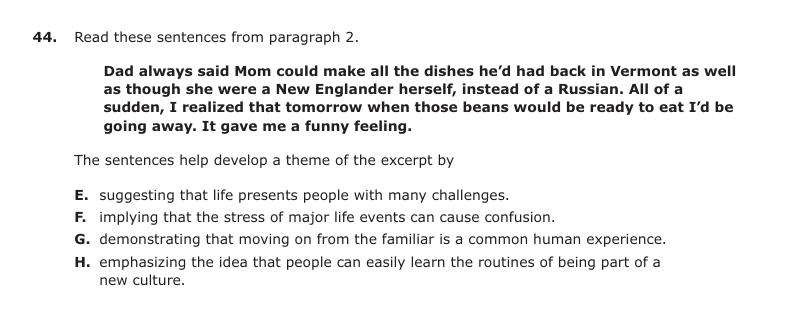 44. Read these sentences from paragraph 2.
Dad always said Mom could make all the dishes he’d had back in Vermont as well
as though she were a New Englander herself, instead of a Russian. All of a
sudden, I realized that tomorrow when those beans would be ready to eat I’d be
going away. It gave me a funny feeling.
The sentences help develop a theme of the excerpt by
E. suggesting that life presents people with many challenges.
F. implying that the stress of major life events can cause confusion.
G. demonstrating that moving on from the familiar is a common human experience.
H. emphasizing the idea that people can easily learn the routines of being part of a
new culture.